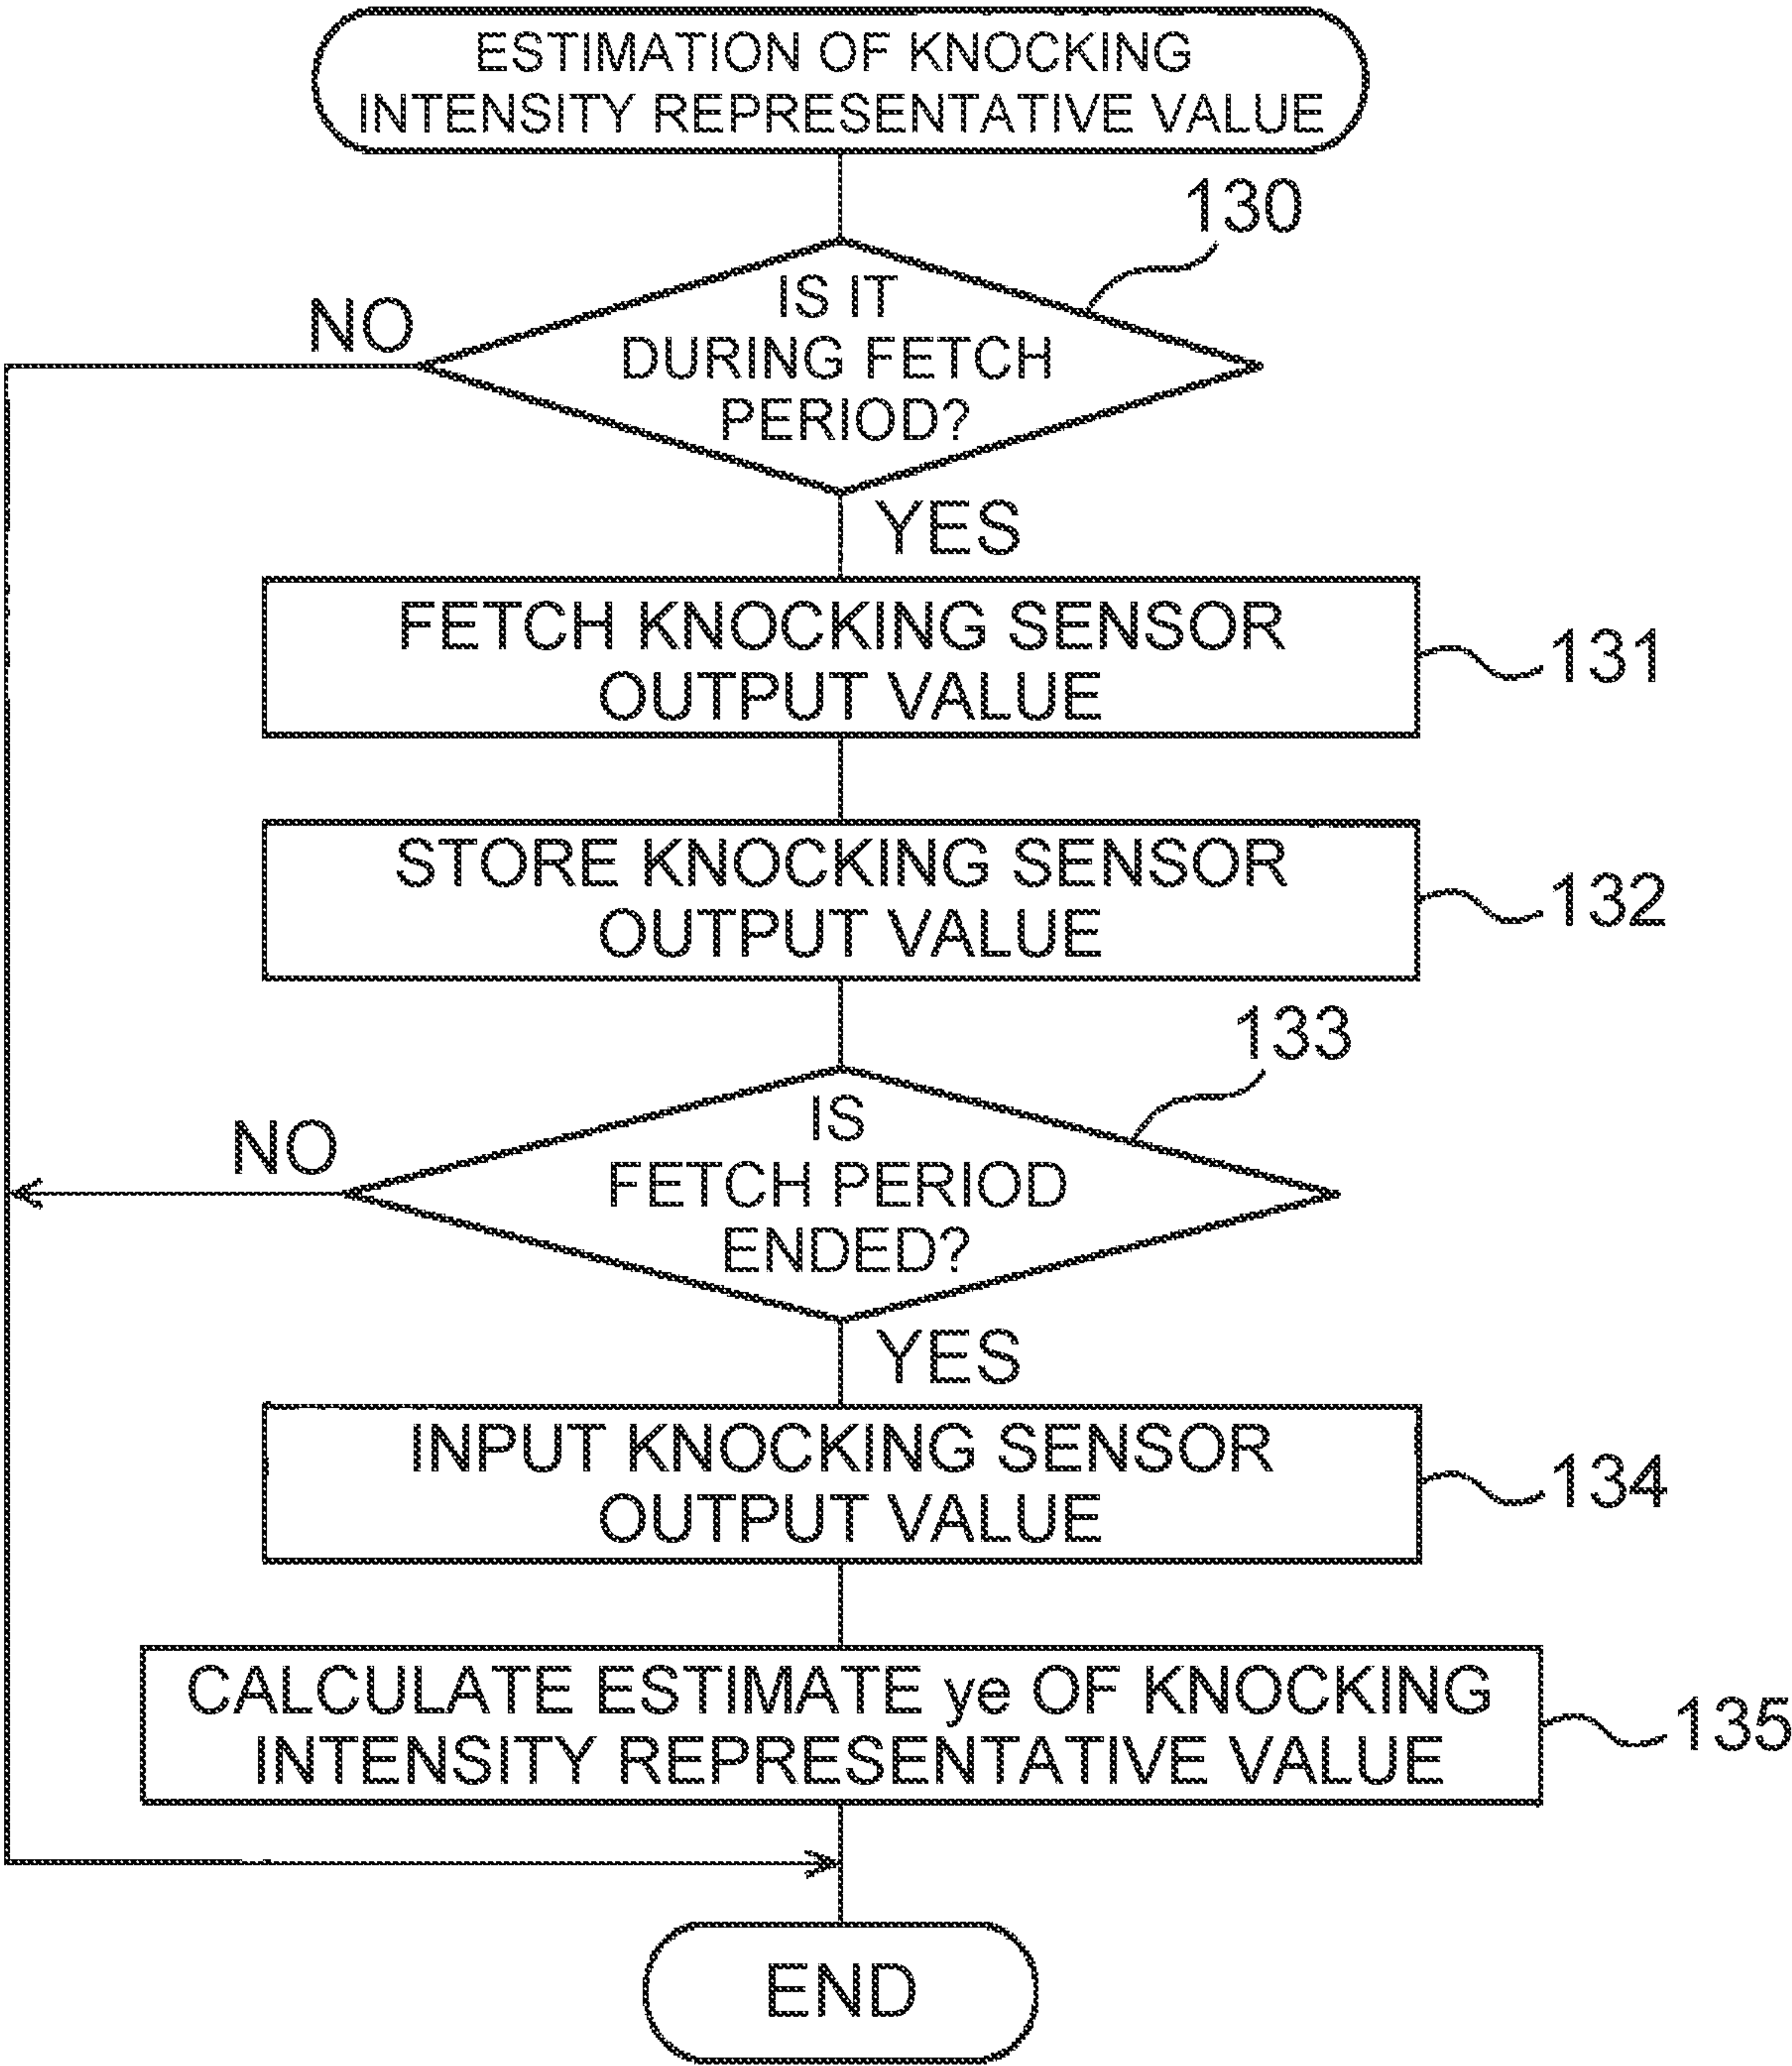 ESTIMATION OF KNOCKING
INTENSITY REPRESENTATIVE VALUE
130
IS IT
DURING FETCH
PERIOD?
NO
YES
FETCH KNOCKING SENSOR
OUTPUT VALUE
131
STORE KNOCKING SENSOR
OUTPUT VALUE
132
133
IS
FETCH PERIOD
ENDED?
NO
YES
INPUT KNOCKING SENSOR
OUTPUT VALUE
134
CALCULATE ESTIMATE ye OF KNOCKING
INTENSITY REPRESENTATIVE VALUE
135
END